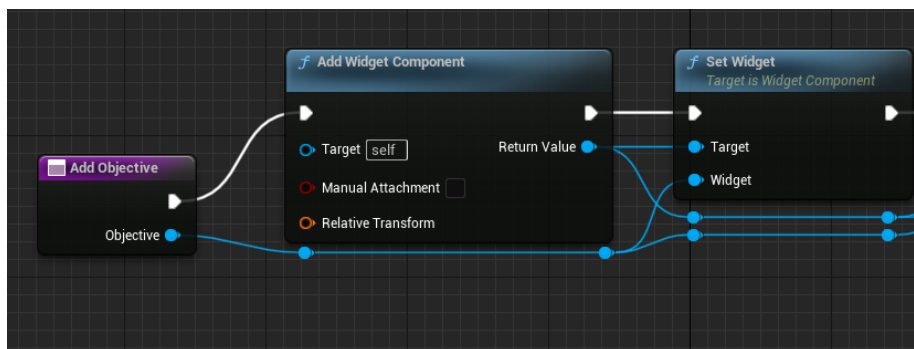 Add Widget Component
Set Widget
Target is Widget Component
Target self
Return Value
Target
Add Objective
Manual Attachment
Widget
Objective
Relative Transform